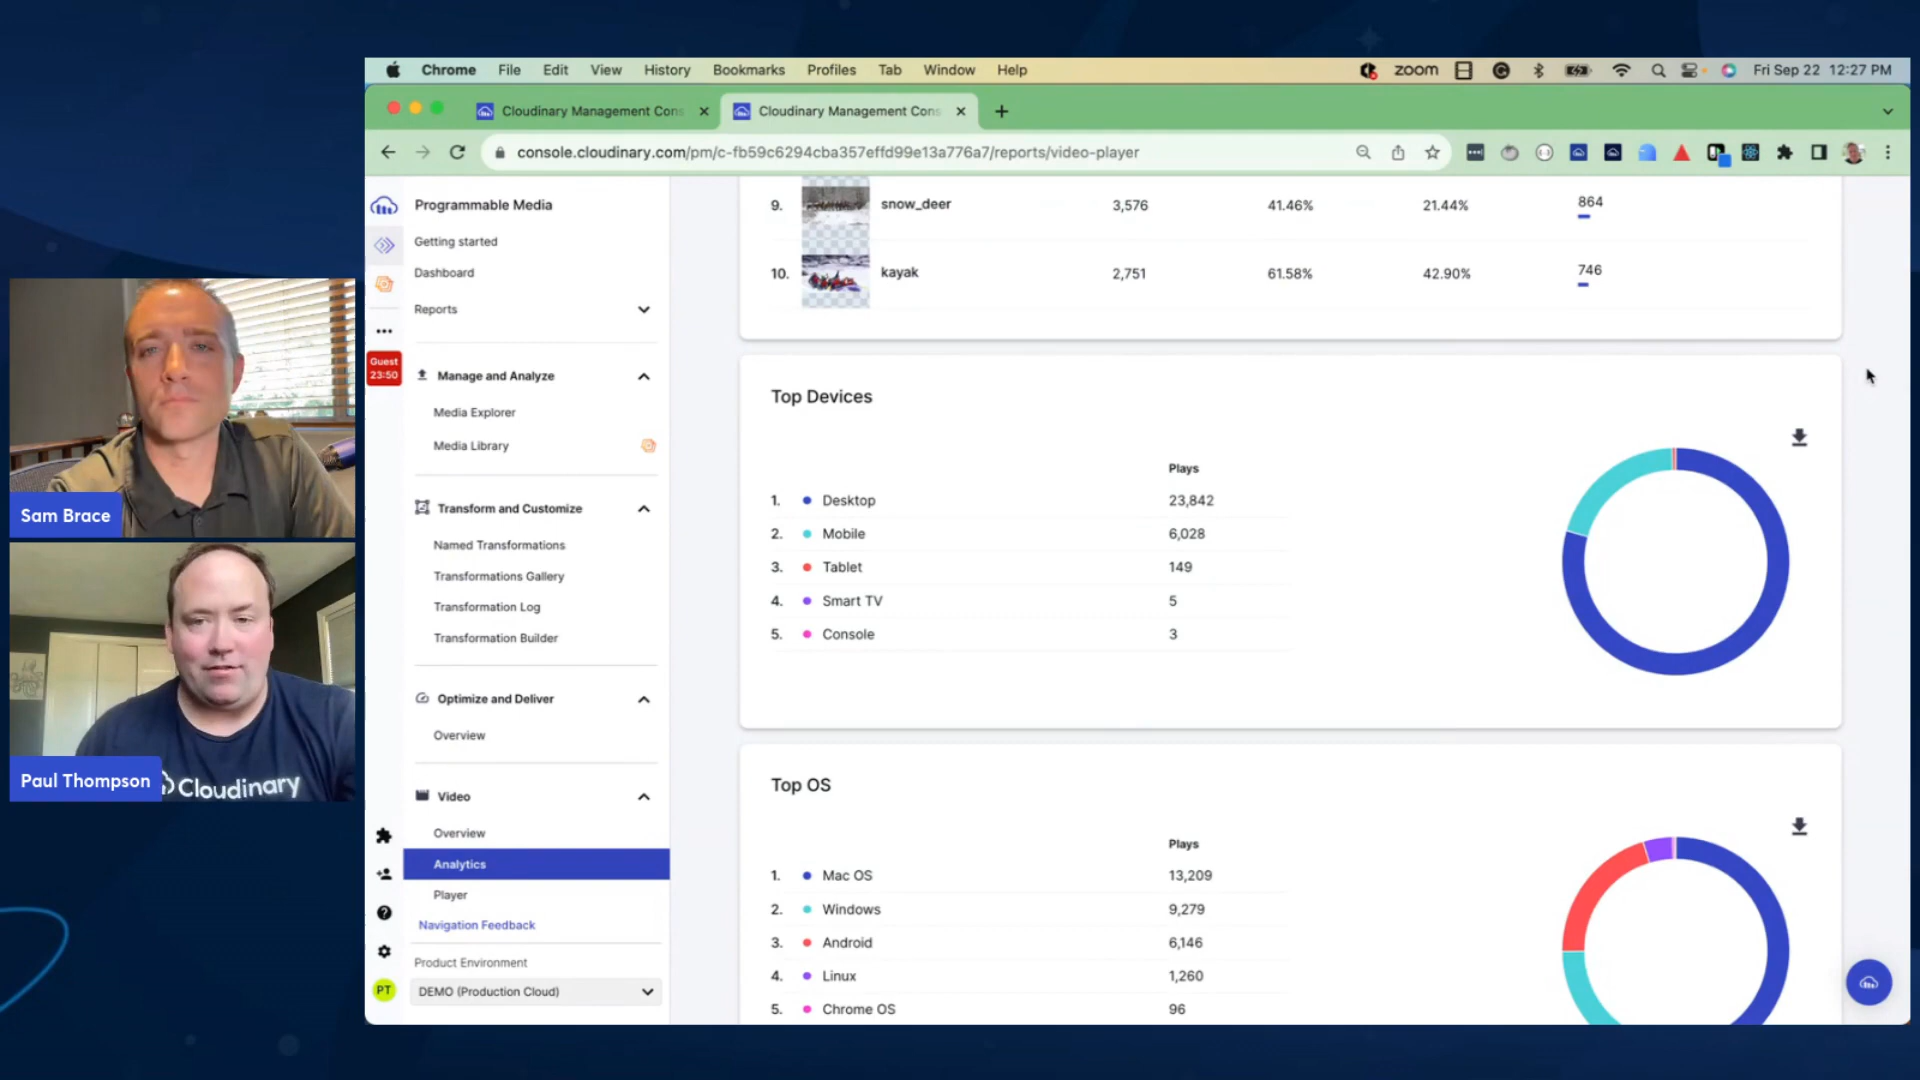 Chrome File Edit View History Bookmarks Profiles Tab Window Help zoom Fri Sep 22 12:27 PM
Cloudinary Management Cons Cloudinary Management Cons
console.cloudinary.com/pm/c-fb59c6294cba357effd99e13a776a7/reports/video-player
Programmable Media
Getting started
Dashboard
Reports
Guest
23:50
Manage and Analyze
Media Explorer
Media Library
Transform and Customize
Named Transformations
Transformations Gallery
Transformation Log
Transformation Builder
Optimize and Deliver
Overview
Video
Overview
Analytics
Player
Navigation Feedback
Product Environment
PT DEMO (Production Cloud)
9. snow_deer 3,576 41.46% 21.44% 864
10. kayak 2,751 61.58% 42.90% 746
Top Devices
Plays
1. Desktop 23,842
2. Mobile 6,028
3. Tablet 149
4. Smart TV 5
5. Console 3
Top OS
Plays
1. Mac OS 13,209
2. Windows 9,279
3. Android 6,146
4. Linux 1,260
5. Chrome OS 96
Sam Brace
Paul Thompson
Cloudinary